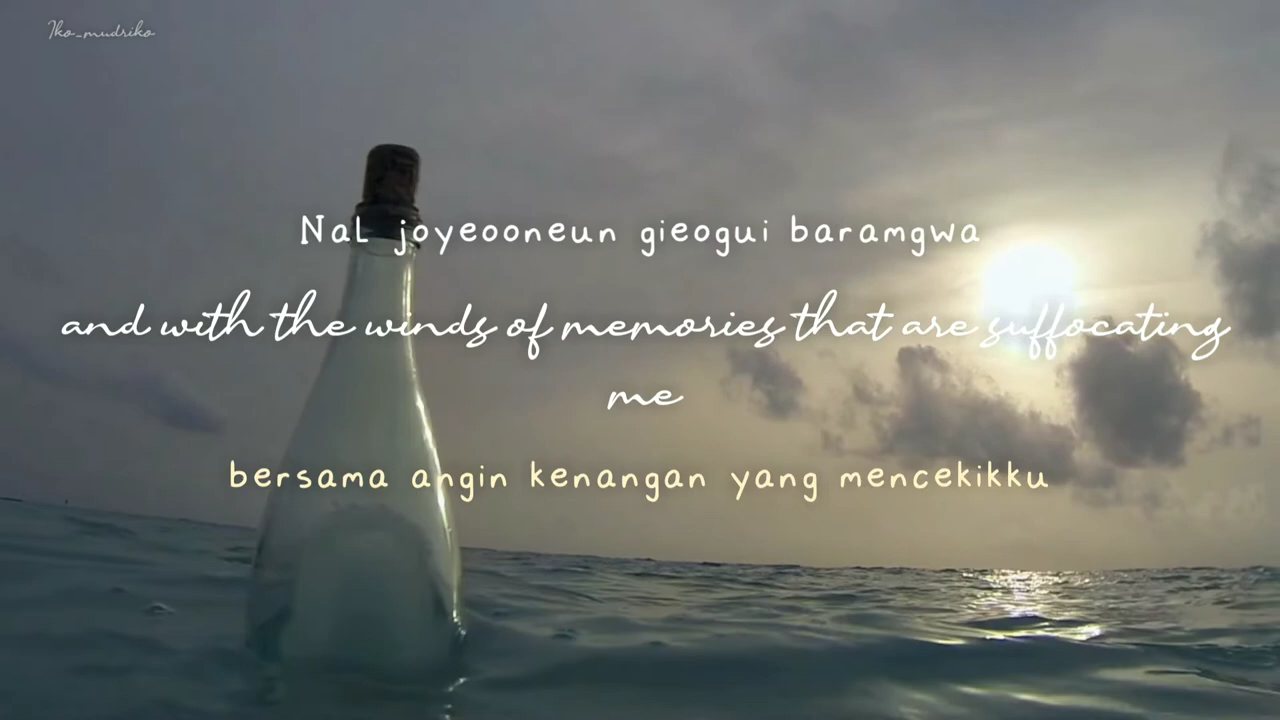 Iko_mudriko
NaL joyeooneun gieogui baramgwa
and with the winds of memories that are suffocating
me
bersama angin kenangan yang mencekikku